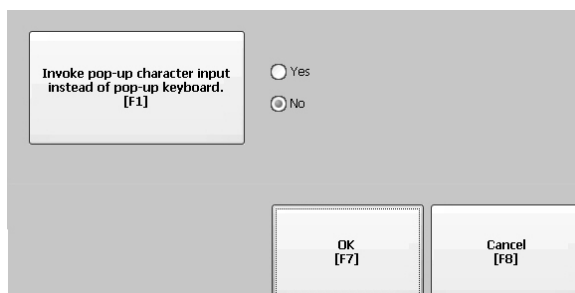 Invoke pop-up character input
instead of pop-up keyboard.
[F1]
Yes
No
OK
[F7]
Cancel
[F8]